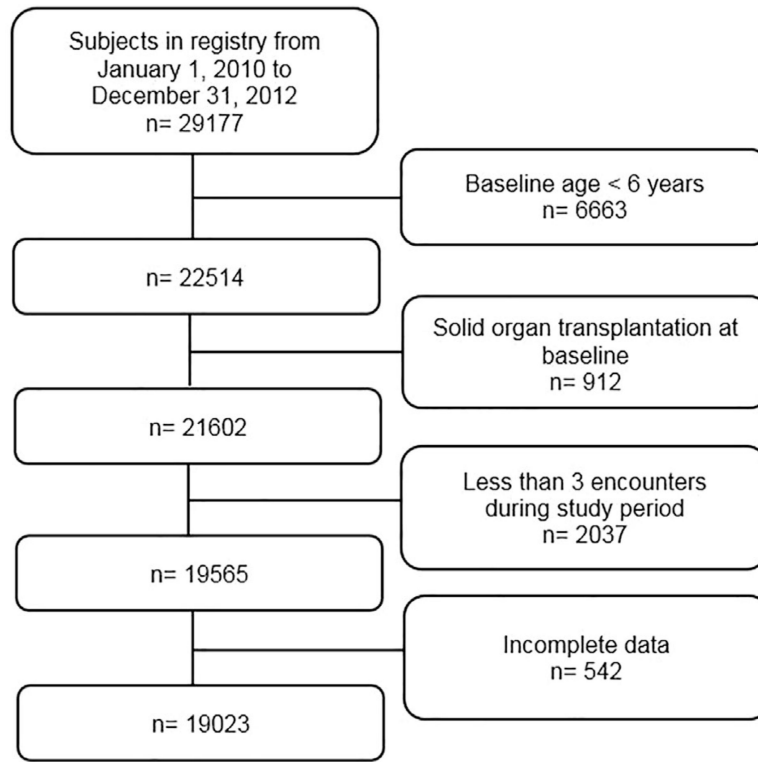 Subjects in registry from
January 1, 2010 to
December 31, 2012
n= 29177
Baseline age < 6 years
n= 6663
n= 22514
Solid organ transplantation at
baseline
n= 912
n= 21602
Less than 3 encounters
during study period
n= 2037
n= 19565
Incomplete data
n= 542
n= 19023